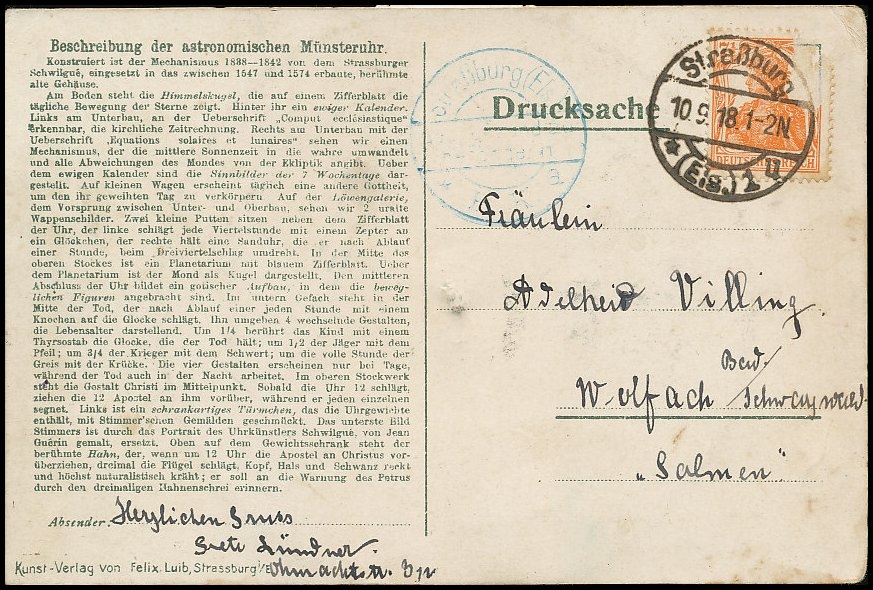 Beschreibung der astronomischen Münsteruhr.
Konstruiert ist der Mechanismus 1838—1842 von dem Strassburger
Schwilgué, eingesetzt in das zwischen 1547 und 1574 erbaute, berühmte
alte Gehäuse.
Am Boden steht die Himmelskugel, die auf einem Zifferblatt die
tägliche Bewegung der Sterne zeigt. Hinter ihr ein ewiger Kalender.
Links am Unterbau, an der Ueberschrift „Comput ecclésiastique"
erkennbar, die kirchliche Zeitrechnung. Rechts am Unterbau mit der
Ueberschrift „Equations solaires et lunaires" sehen wir einen
Mechanismus, der die mittlere Sonnenzeit in die wahre umwandelt
und alle Abweichungen des Mondes von der Ekliptik angibt. Ueber
dem ewigen Kalender sind die Sinnbilder der 7 Wochentage dar-
gestellt. Auf kleinen Wagen erscheint täglich eine andere Gottheit,
um den ihr geweihten Tag zu verkörpern. Auf der Löwengalerie,
dem Vorsprung zwischen Unter- und Oberbau, sehen wir 2 uralte
Wappenschilder. Zwei kleine Putten sitzen neben dem Zifferblatt
der Uhr, der linke schlägt jede Viertelstunde mit einem Zepter an
ein Glöckchen, der rechte hält eine Sanduhr, die er nach Ablauf
einer Stunde, beim Dreiviertelschlag umdreht. In der Mitte des
oberen Stockes ist ein Planetarium mit blauem Zifferblatt. Ueber
dem Planetarium ist der Mond als Kugel dargestellt. Den mittleren
Abschluss der Uhr bildet ein gotischer Aufbau, in dem die beweg-
lichen Figuren angebracht sind. Im untern Gefach steht in der
Mitte der Tod, der nach Ablauf einer jeden Stunde mit einem
Knochen auf die Glocke schlägt. Ihn umgeben 4 wechselnde Gestalten,
die Lebensalter darstellend. Um 1/4 berührt das Kind mit einem
Thyrsostab die Glocke, die der Tod hält; um 1/2 der Jäger mit dem
Pfeil; um 3/4 der Krieger mit dem Schwert; um die volle Stunde der
Greis mit der Krücke. Die vier Gestalten erscheinen nur bei Tage,
während der Tod auch in der Nacht arbeitet. Im oberen Stockwerk
steht die Gestalt Christi im Mittelpunkt. Sobald die Uhr 12 schlägt,
ziehen die 12 Apostel an ihm vorüber, während er jeden einzelnen
segnet. Links ist ein schrankartiges Türmchen, das die Uhrgewichte
enthält, mit Stimmer'schen Gemälden geschmückt. Das unterste Bild
Stimmers ist durch das Portrait des Uhrkünstlers Schwilgué, von Jean
Guérin gemalt, ersetzt. Oben auf dem Gewichtsschrank steht der
berühmte Hahn, der, wenn um 12 Uhr die Apostel an Christus vor-
überziehen, dreimal die Flügel schlägt, Kopf, Hals und Schwanz reckt
und höchst naturalistisch kräht; er soll an die Warnung des Petrus
durch den dreimaligen Hahnenschrei erinnern.
Absender: Herzlichen Gruss
Grete Lündner.
Ohmachtstr.
Kunst-Verlag von Felix Luib, Strassburg i/E
Straßburg (Els
Drucksache
Straßburg
10.9.18 1-2N
* (Els.) 1 u
DEUTSCHES REICH
Fräulein
Adelheid Villing
Bad.
Wolfach Schwarzwald
„Salmen"